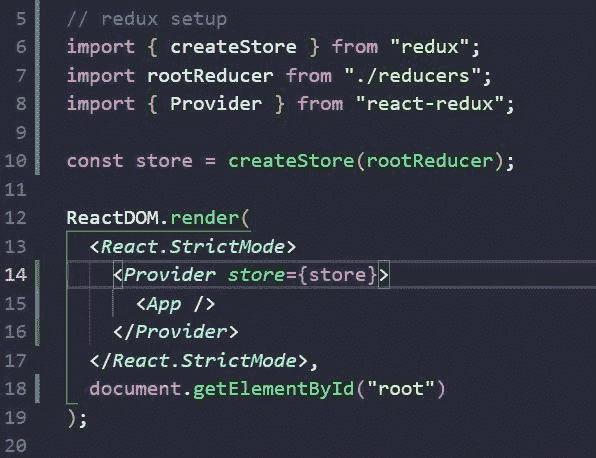 5 // redux setup
6 import { createStore } from "redux";
7 import rootReducer from "./reducers";
8 import { Provider } from "react-redux";
9
10 const store = createStore(rootReducer);
11
12 ReactDOM.render(
13 <React.StrictMode>
14 <Provider store={store}>
15 <App />
16 </Provider>
17 </React.StrictMode>,
18 document.getElementById("root")
19 );
20